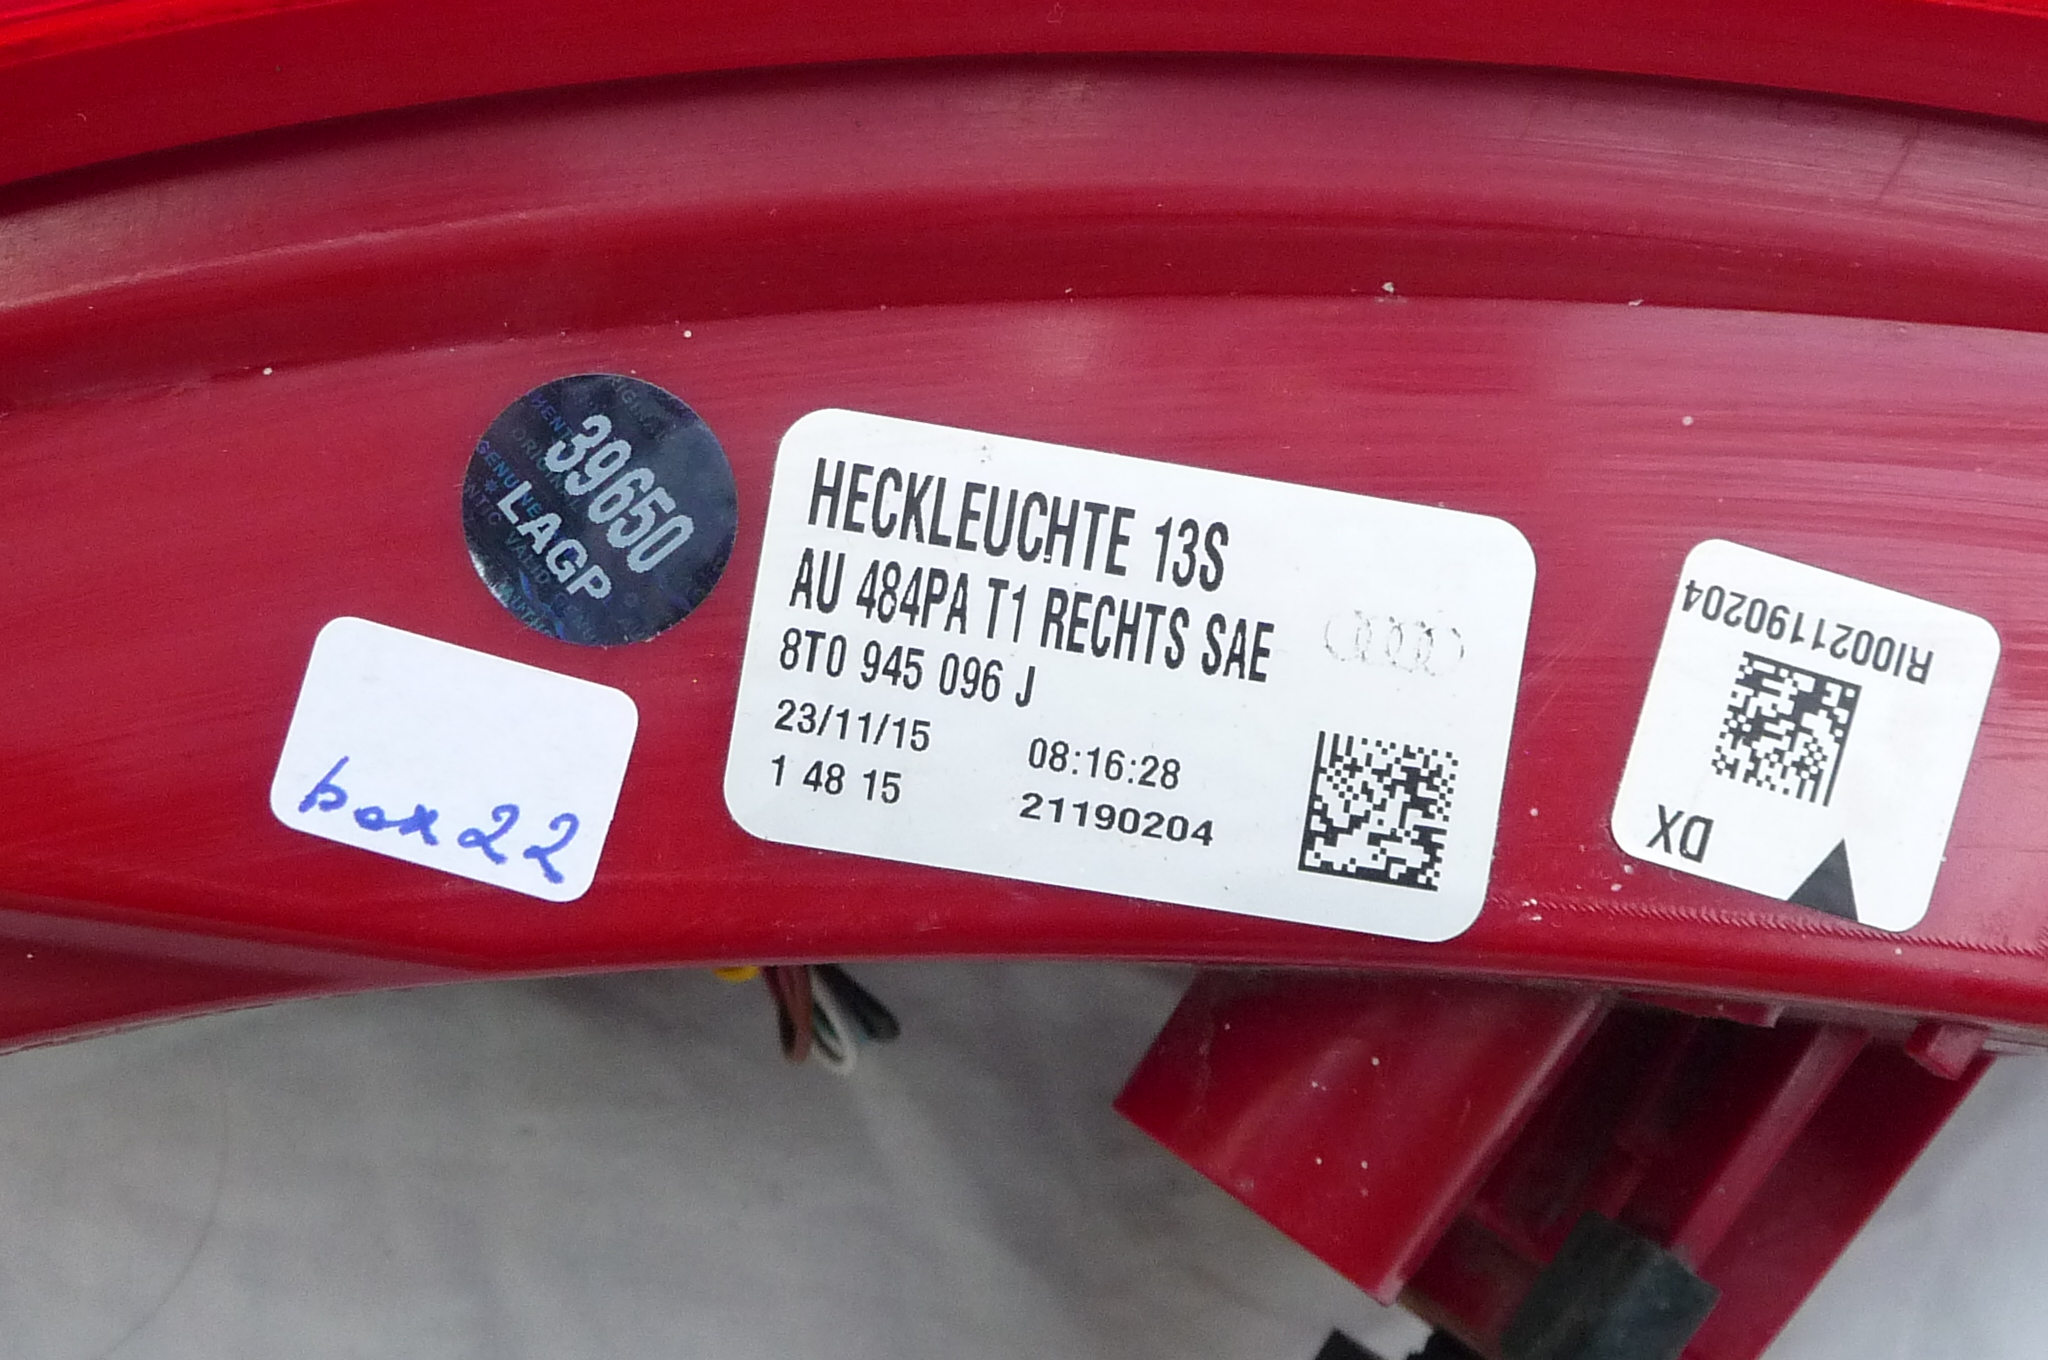 39650
LAGP
HECKLEUCHTE 13S
AU 484PA T1 RECHTS SAE
8T0 945 096 J
23/11/15 08:16:28
1 48 15 21190204
box 22
RI0021190204
DX